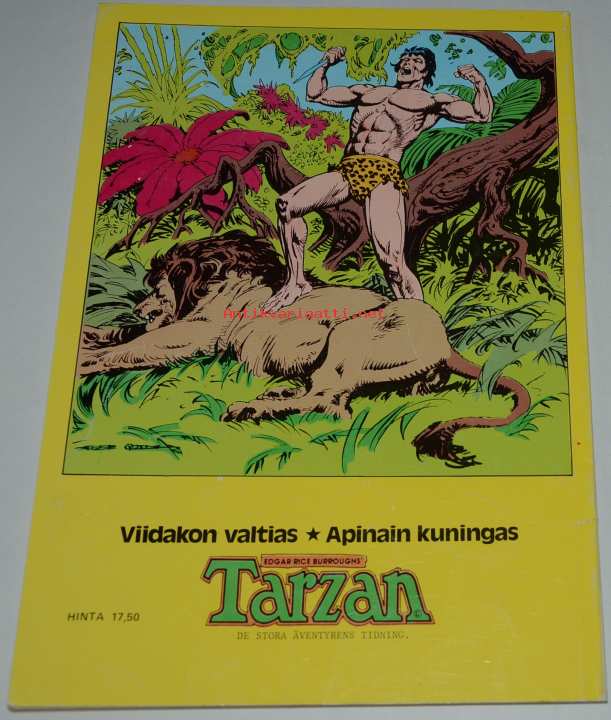 Antikvariaatti.net
Viidakon valtias ★ Apinain kuningas
EDGAR RICE BURROUGHS'
Tarzan
©
HINTA 17,50
DE STORA ÄVENTYRENS TIDNING.